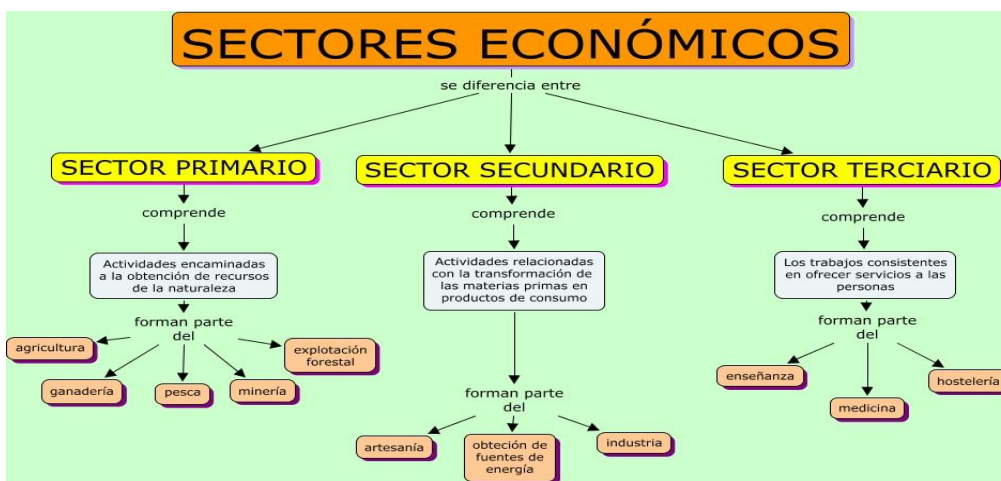 SECTORES ECONÓMICOS
se diferencia entre
SECTOR PRIMARIO
comprende
Actividades encaminadas
a la obtención de recursos
de la naturaleza
forman parte
del
agricultura
ganadería
pesca
minería
explotación
forestal
SECTOR SECUNDARIO
comprende
Actividades relacionadas
con la transformación de
las materias primas en
productos de consumo
forman parte
del
artesanía
obteción de
fuentes de
energía
industria
SECTOR TERCIARIO
comprende
Los trabajos consistentes
en ofrecer servicios a las
personas
forman parte
del
enseñanza
medicina
hostelería